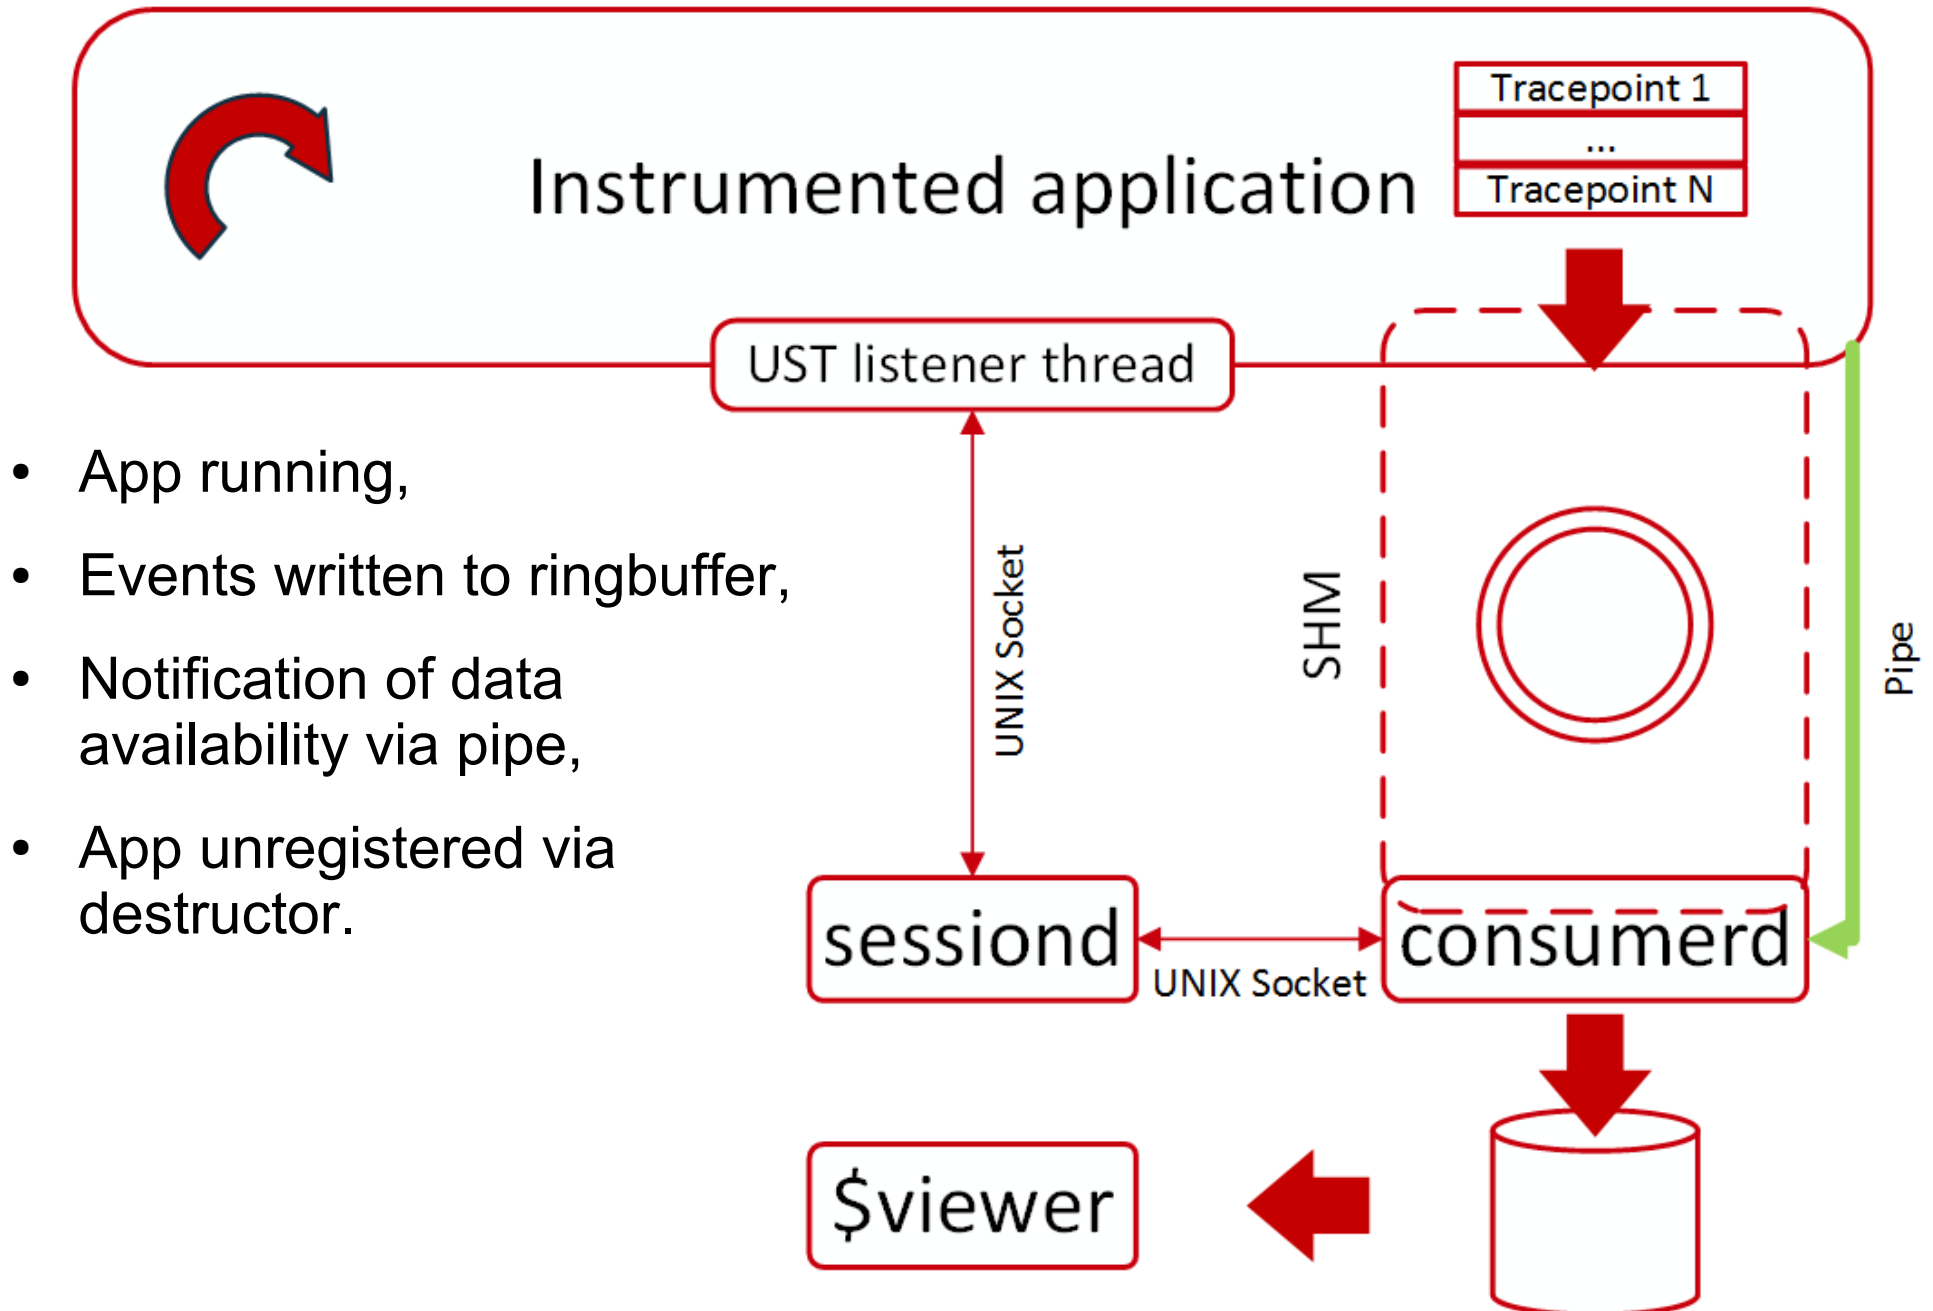 Tracepoint 1
...
Instrumented application
Tracepoint N
UST listener thread
• App running,
• Events written to ringbuffer,
• Notification of data
availability via pipe,
• App unregistered via
destructor.
UNIX Socket
SHM
Pipe
sessiond
UNIX Socket
consumerd
$viewer